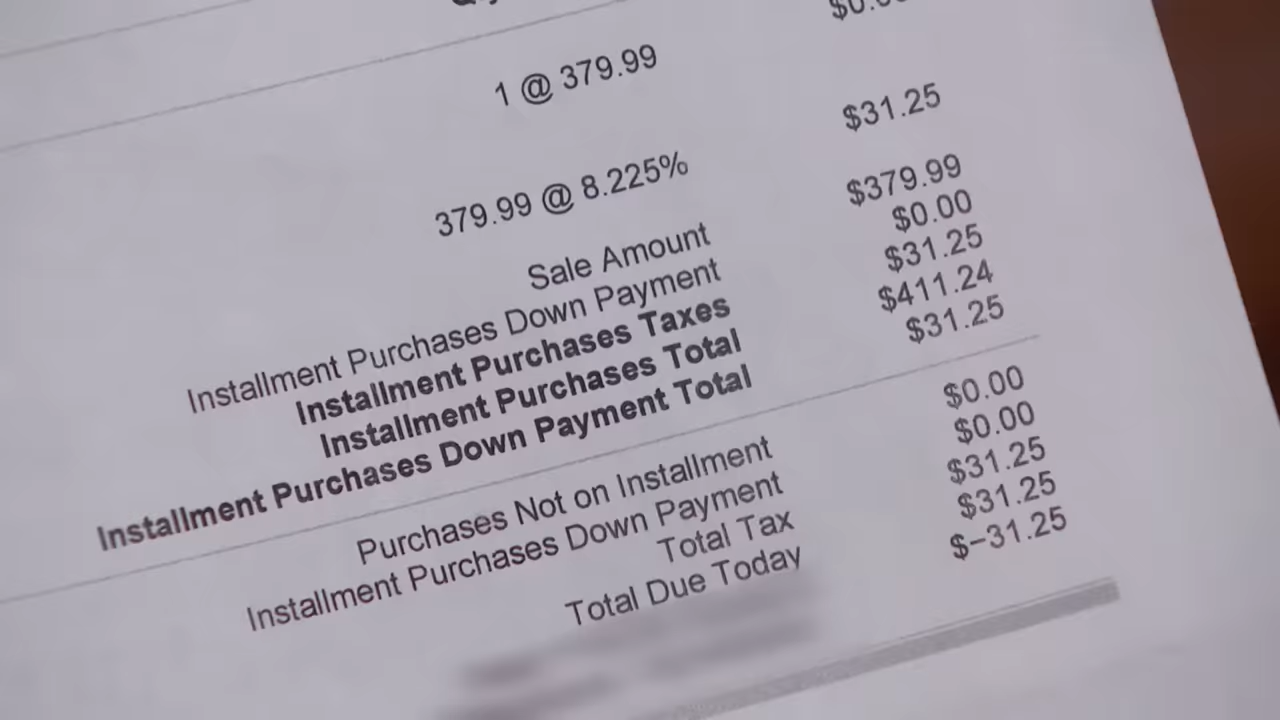 1 @ 379.99
379.99 @ 8.225% $31.25
Sale Amount $379.99
Installment Purchases Down Payment $0.00
Installment Purchases Taxes $31.25
Installment Purchases Total $411.24
Installment Purchases Down Payment Total $31.25
Purchases Not on Installment $0.00
Installment Purchases Down Payment $0.00
Total Tax $31.25
Total Due Today $31.25
$-31.25